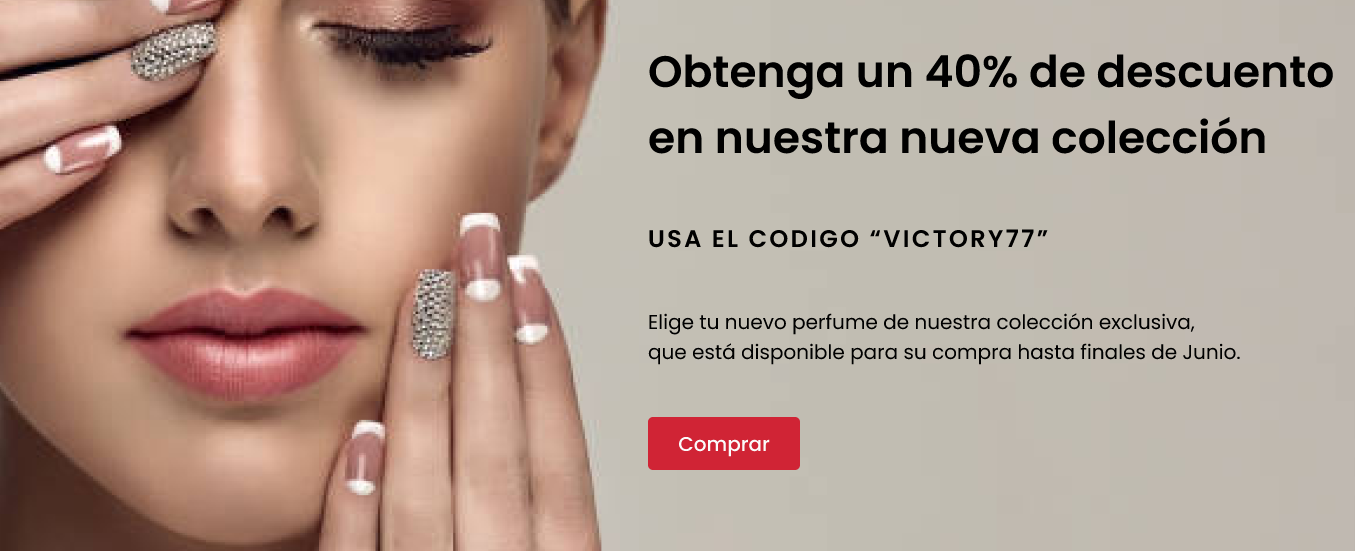 Obtenga un 40% de descuento
en nuestra nueva colección
USA EL CODIGO “VICTORY77”
Elige tu nuevo perfume de nuestra colección exclusiva,
que está disponible para su compra hasta finales de Junio.
Comprar